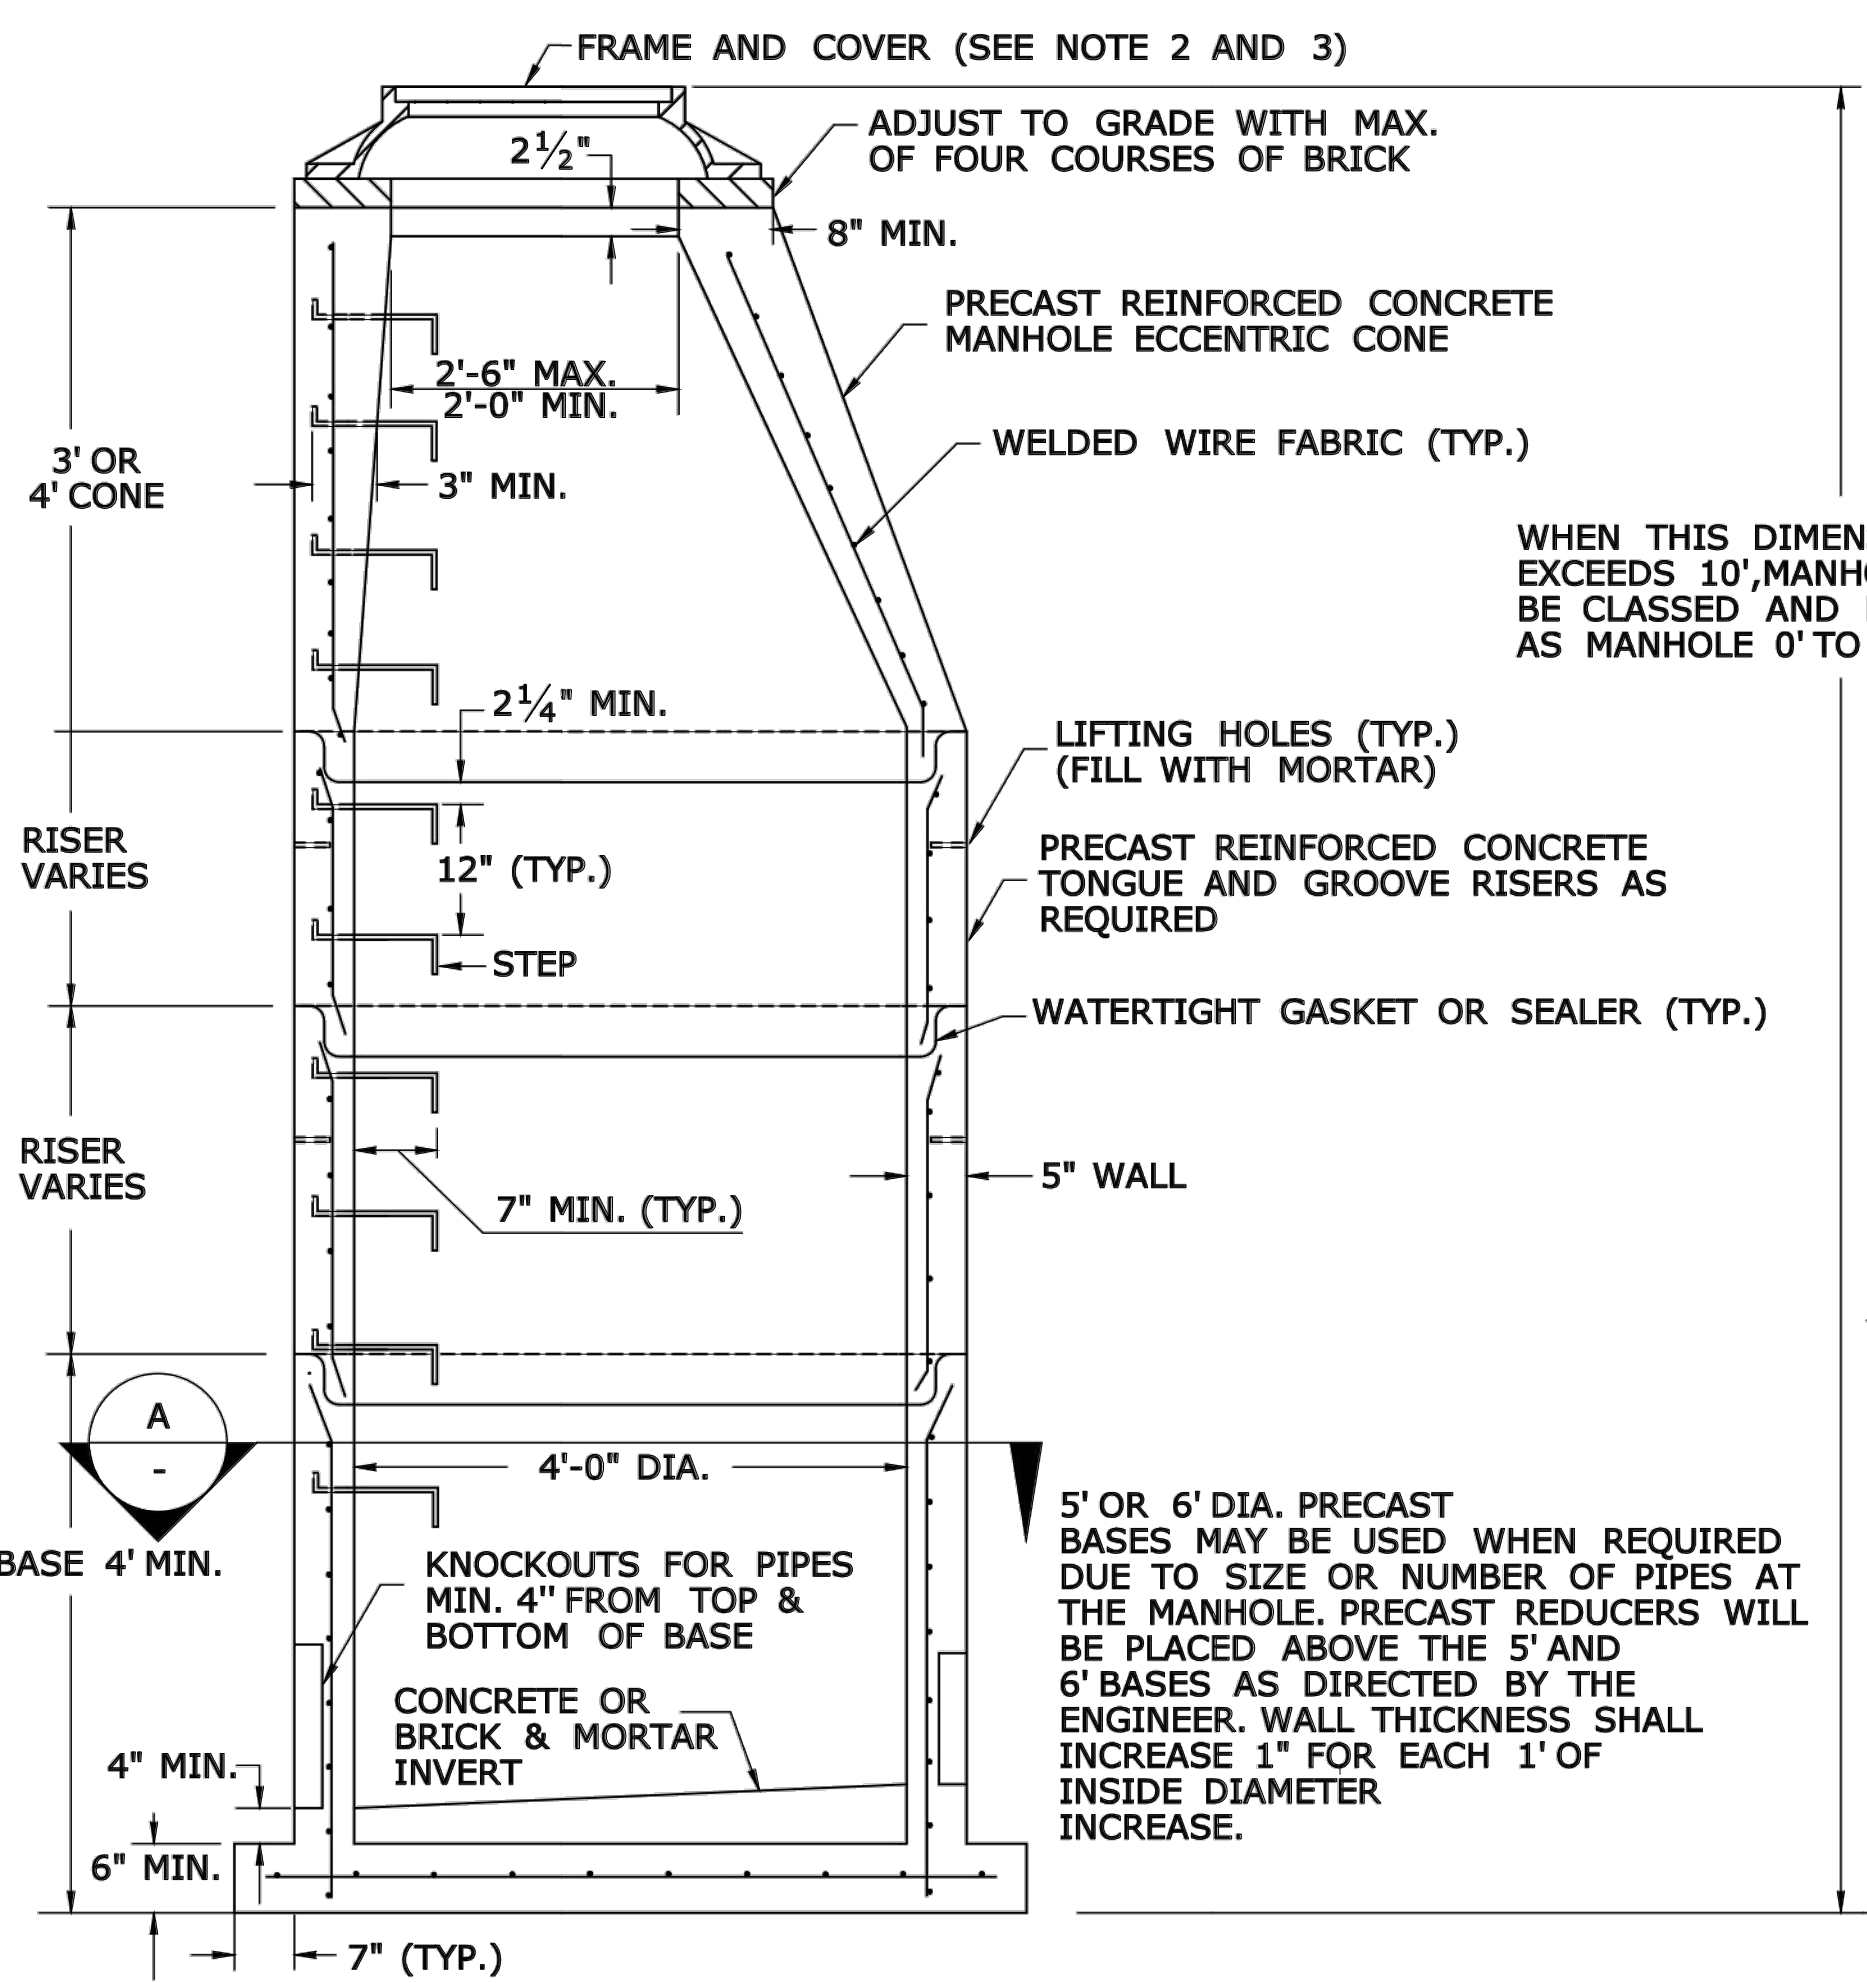 FRAME AND COVER (SEE NOTE 2 AND 3)
ADJUST TO GRADE WITH MAX.
OF FOUR COURSES OF BRICK
2 1/2"
8" MIN.
PRECAST REINFORCED CONCRETE
MANHOLE ECCENTRIC CONE
2'-6" MAX.
2'-0" MIN.
WELDED WIRE FABRIC (TYP.)
3' OR
4' CONE
3" MIN.
WHEN THIS DIMEN
EXCEEDS 10', MANH
BE CLASSED AND
AS MANHOLE 0' TO
2 1/4" MIN.
LIFTING HOLES (TYP.)
(FILL WITH MORTAR)
RISER
VARIES
12" (TYP.)
PRECAST REINFORCED CONCRETE
TONGUE AND GROOVE RISERS AS
REQUIRED
STEP
WATERTIGHT GASKET OR SEALER (TYP.)
RISER
VARIES
5" WALL
7" MIN. (TYP.)
A
-
4'-0" DIA.
BASE 4' MIN.
KNOCKOUTS FOR PIPES
MIN. 4" FROM TOP &
BOTTOM OF BASE
5' OR 6' DIA. PRECAST
BASES MAY BE USED WHEN REQUIRED
DUE TO SIZE OR NUMBER OF PIPES AT
THE MANHOLE. PRECAST REDUCERS WILL
BE PLACED ABOVE THE 5' AND
6' BASES AS DIRECTED BY THE
ENGINEER. WALL THICKNESS SHALL
INCREASE 1" FOR EACH 1' OF
INSIDE DIAMETER
INCREASE.
CONCRETE OR
BRICK & MORTAR
INVERT
4" MIN.
6" MIN.
7" (TYP.)